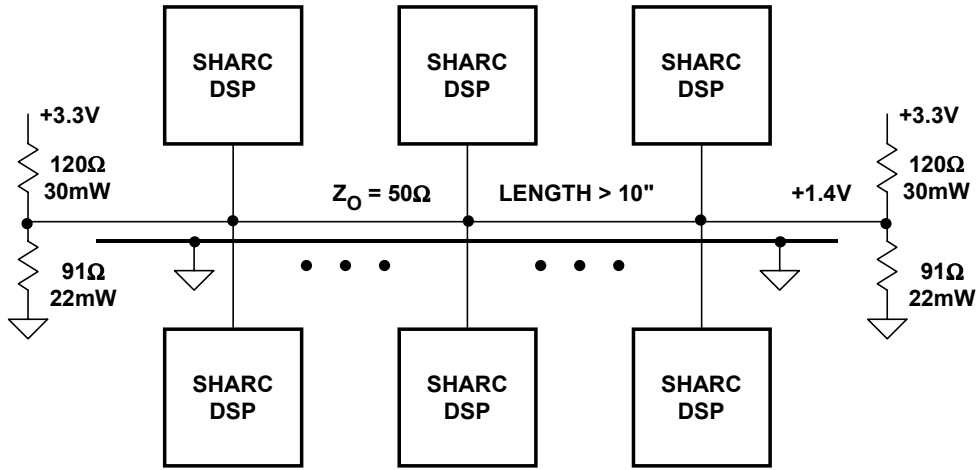 SHARC
DSP
SHARC
DSP
SHARC
DSP
+3.3V
+3.3V
120Ω
30mW
120Ω
30mW
ZO = 50Ω
LENGTH > 10"
+1.4V
91Ω
22mW
91Ω
22mW
SHARC
DSP
SHARC
DSP
SHARC
DSP